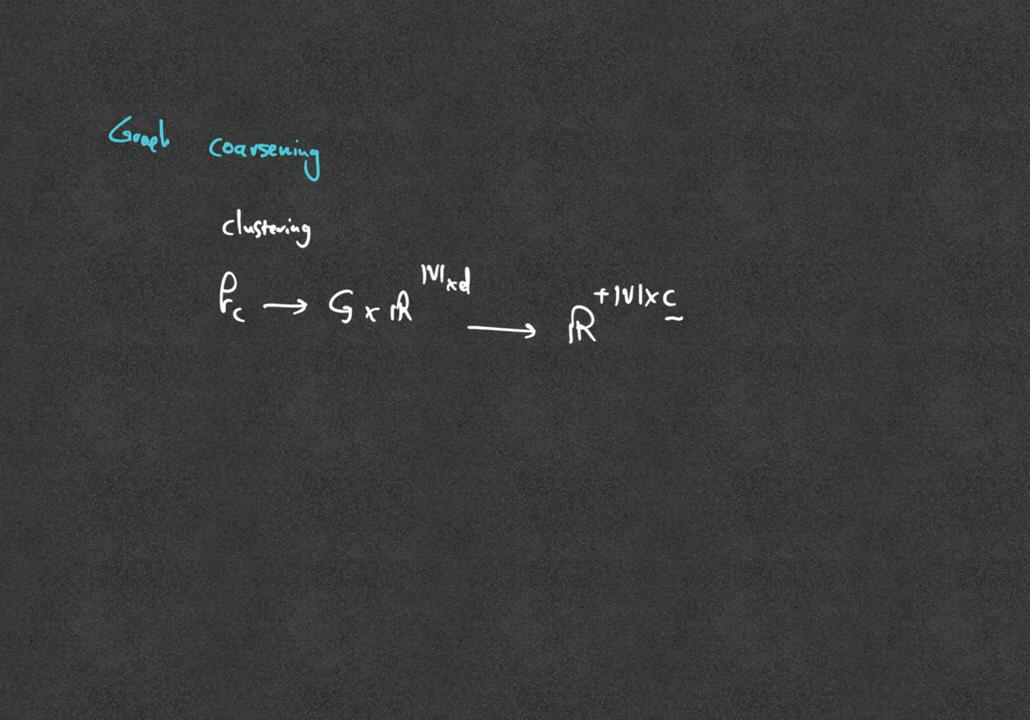 Graph coarsening
clustering
P_c → G × ℝ^{|V|×d} → ℝ^{+|V|×c}